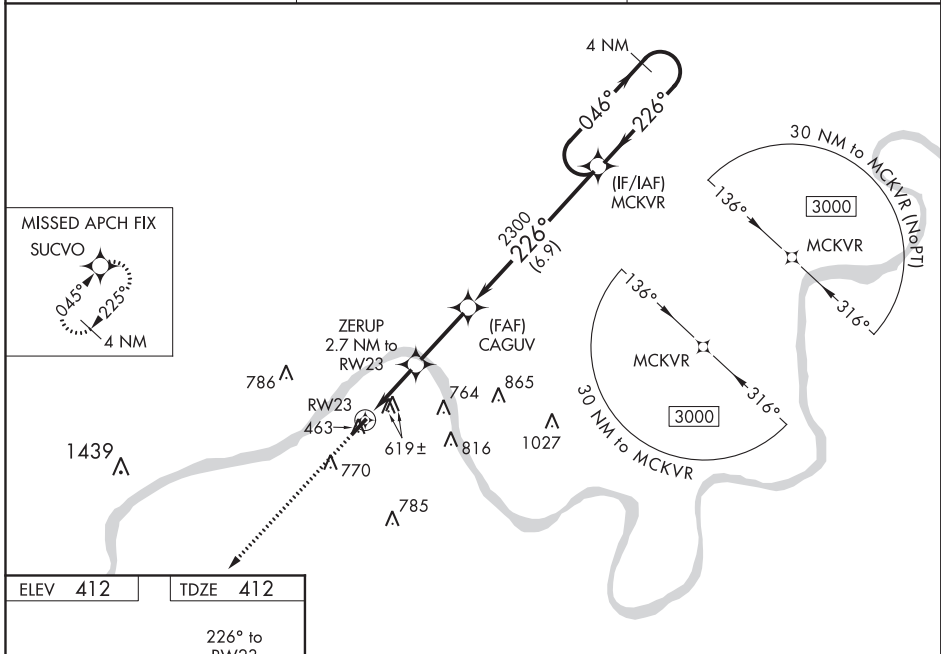 4 NM
046°
226°
(IF/IAF)
MCKVR
30 NM to MCKVR (NoPT)
136°
3000
MCKVR
316°
MISSED APCH FIX
SUCVO
045°
225°
4 NM
2300
226°
(6.9)
136°
MCKVR
316°
3000
30 NM to MCKVR
ZERUP
2.7 NM to
RW23
(FAF)
CAGUV
786
RW23
463
764
865
619±
816
1027
1439
770
785
ELEV 412
TDZE 412
226° to
RW23